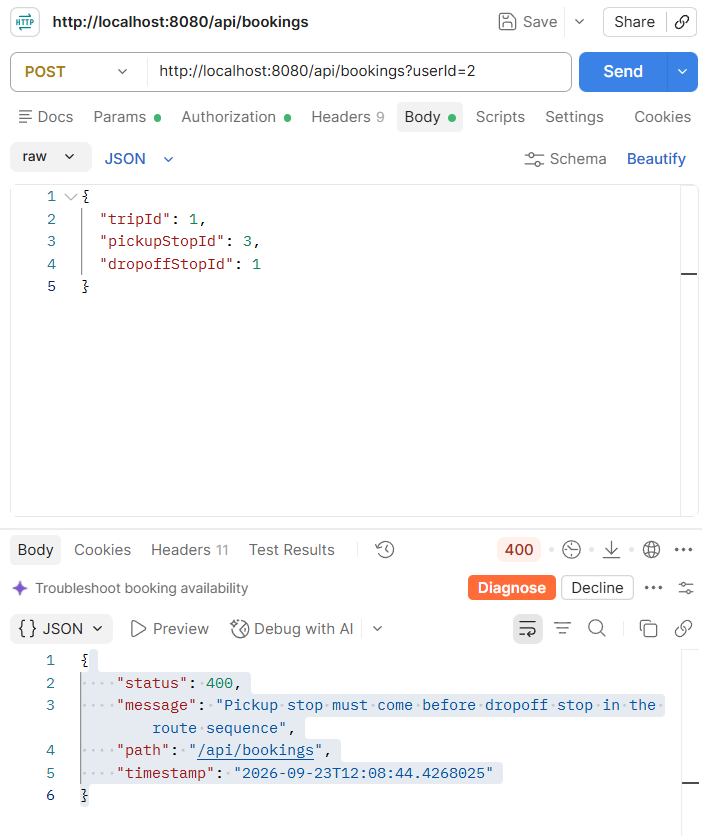 HTTP http://localhost:8080/api/bookings Save Share
POST http://localhost:8080/api/bookings?userId=2 Send
Docs Params Authorization Headers 9 Body Scripts Settings Cookies
raw JSON Schema Beautify
1 {
2 "tripId": 1,
3 "pickupStopId": 3,
4 "dropoffStopId": 1
5 }
Body Cookies Headers 11 Test Results 400
Troubleshoot booking availability Diagnose Decline
{} JSON Preview Debug with AI
1 {
2 "status": 400,
3 "message": "Pickup stop must come before dropoff stop in the
route sequence",
4 "path": "/api/bookings",
5 "timestamp": "2026-09-23T12:08:44.4268025"
6 }